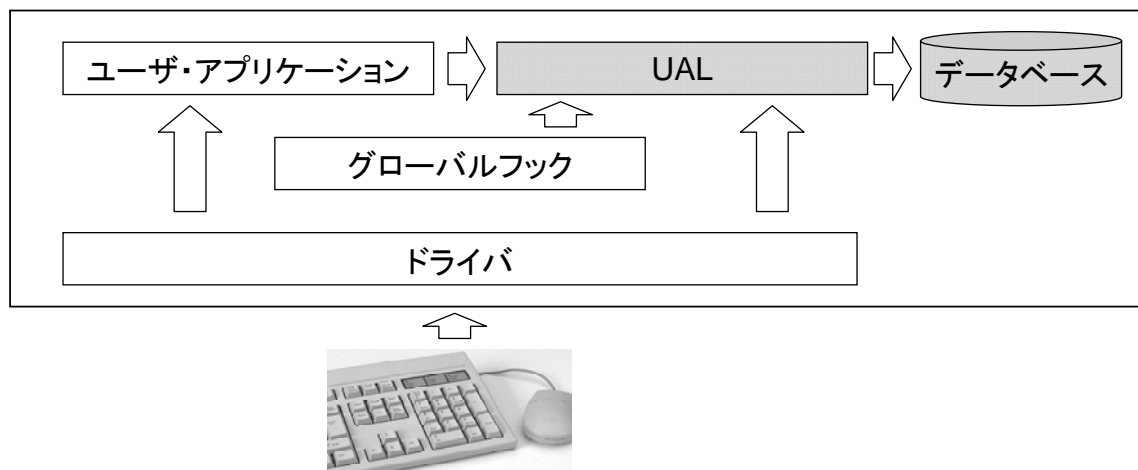 ユーザ・アプリケーション
UAL
データベース
グローバルフック
ドライバ